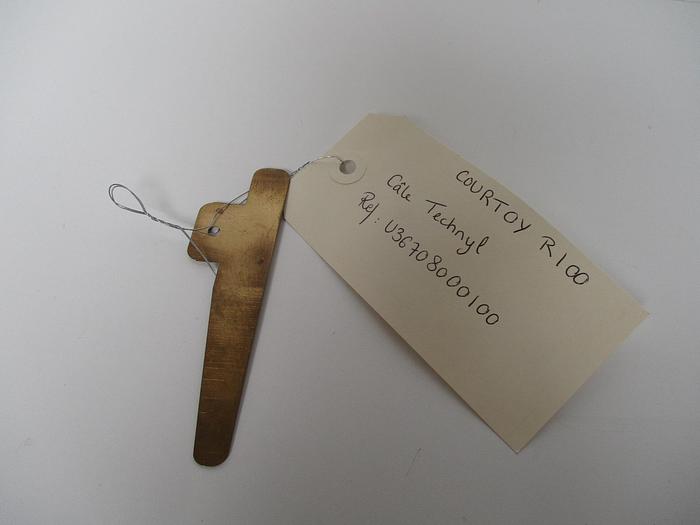 COURTOY R100
Câle Technyl
Ref: U36708000100